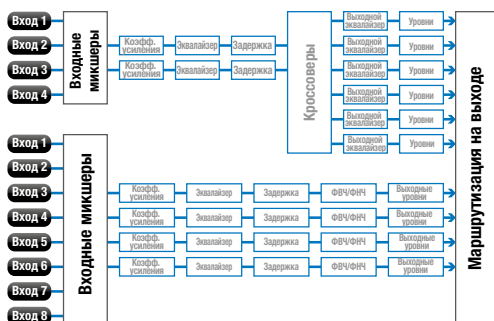 Вход 1
Вход 2
Вход 3
Вход 4
Входные
микшеры
Коэфф.
усиления
Эквалайзер
Задержка
Коэфф.
усиления
Эквалайзер
Задержка
Кроссоверы
Выходной
эквалайзер
Уровни
Выходной
эквалайзер
Уровни
Выходной
эквалайзер
Уровни
Выходной
эквалайзер
Уровни
Выходной
эквалайзер
Уровни
Выходной
эквалайзер
Уровни
Маршрутизация на выходе
Вход 1
Вход 2
Вход 3
Вход 4
Вход 5
Вход 6
Вход 7
Вход 8
Входные микшеры
Коэфф.
усиления
Эквалайзер
Задержка
ФВЧ/ФНЧ
Выходные
уровни
Коэфф.
усиления
Эквалайзер
Задержка
ФВЧ/ФНЧ
Выходные
уровни
Коэфф.
усиления
Эквалайзер
Задержка
ФВЧ/ФНЧ
Выходные
уровни
Коэфф.
усиления
Эквалайзер
Задержка
ФВЧ/ФНЧ
Выходные
уровни